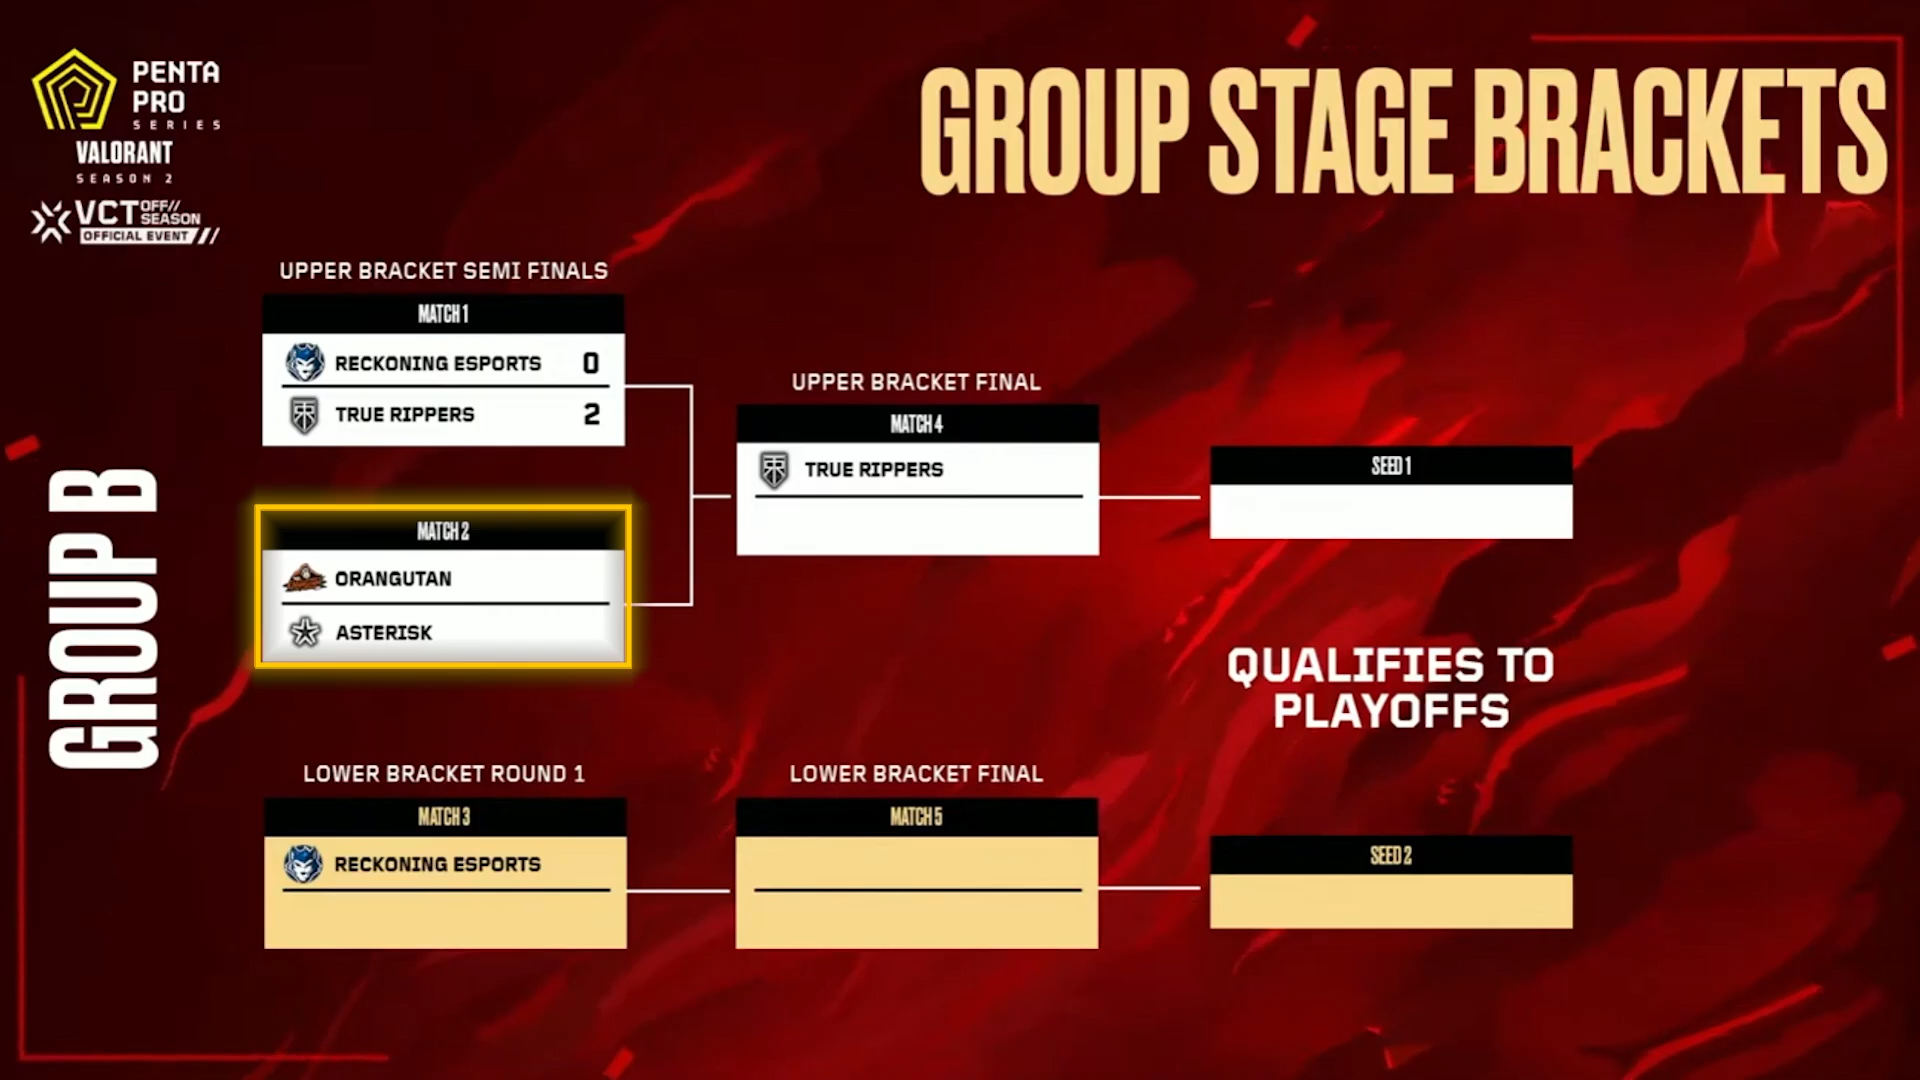 PENTA
PRO
SERIES
VALORANT
SEASON 2
VCT OFF//
SEASON
OFFICIAL EVENT
GROUP STAGE BRACKETS
GROUP B
UPPER BRACKET SEMI FINALS
MATCH 1
RECKONING ESPORTS 0
TRUE RIPPERS 2
MATCH 2
ORANGUTAN
ASTERISK
UPPER BRACKET FINAL
MATCH 4
TRUE RIPPERS
SEED 1
QUALIFIES TO
PLAYOFFS
LOWER BRACKET ROUND 1
MATCH 3
RECKONING ESPORTS
LOWER BRACKET FINAL
MATCH 5
SEED 2